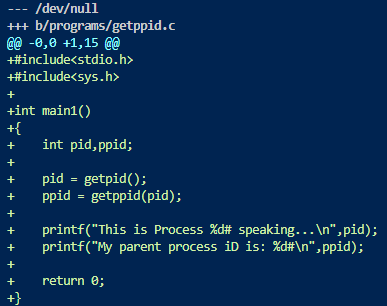 --- /dev/null
+++ b/programs/getppid.c
@@ -0,0 +1,15 @@
+#include<stdio.h>
+#include<sys.h>
+
+int main1()
+{
+    int pid,ppid;
+
+    pid = getpid();
+    ppid = getppid(pid);
+
+    printf("This is Process %d# speaking...\n",pid);
+    printf("My parent process iD is: %d#\n",ppid);
+
+    return 0;
+}